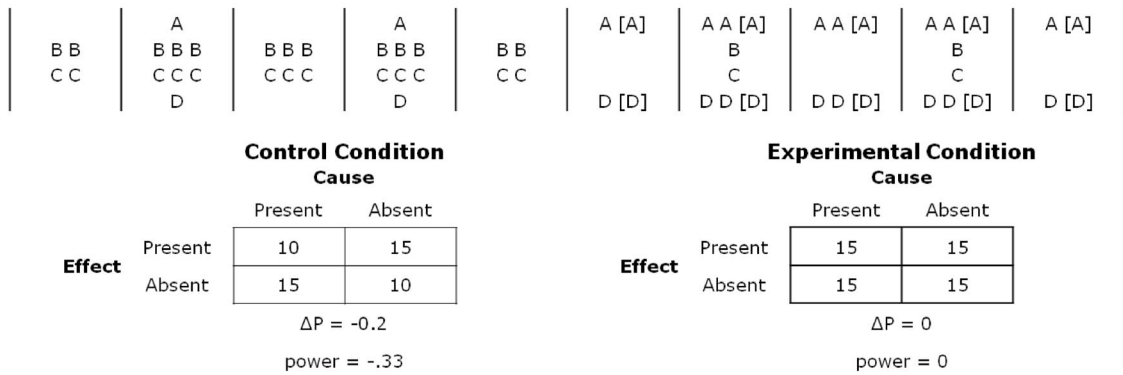 A A A [A] A A [A] A A [A] A A [A] A [A]
B B B B B B B B B B B B B B B
C C C C C C C C C C C C C C C
D D D [D] D D [D] D D [D] D D [D] D [D]
Control Condition Experimental Condition
Cause Cause
Present Absent Present Absent
Effect Present 10 15 Effect Present 15 15
Absent 15 10 Absent 15 15
ΔP = -0.2 ΔP = 0
power = -.33 power = 0